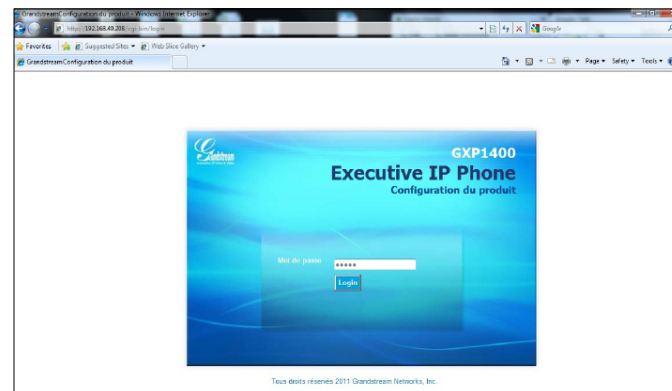 GrandstreamConfiguration du produit - Windows Internet Explorer
http://192.168.49.208/cgi-bin/login
Google
Favorites Suggested Sites Web Slice Gallery
GrandstreamConfiguration du produit
Page Safety Tools
Grandstream
GXP1400
Executive IP Phone
Configuration du produit
Mot de passe
Login
Tous droits réservés 2011 Grandstream Networks, Inc.